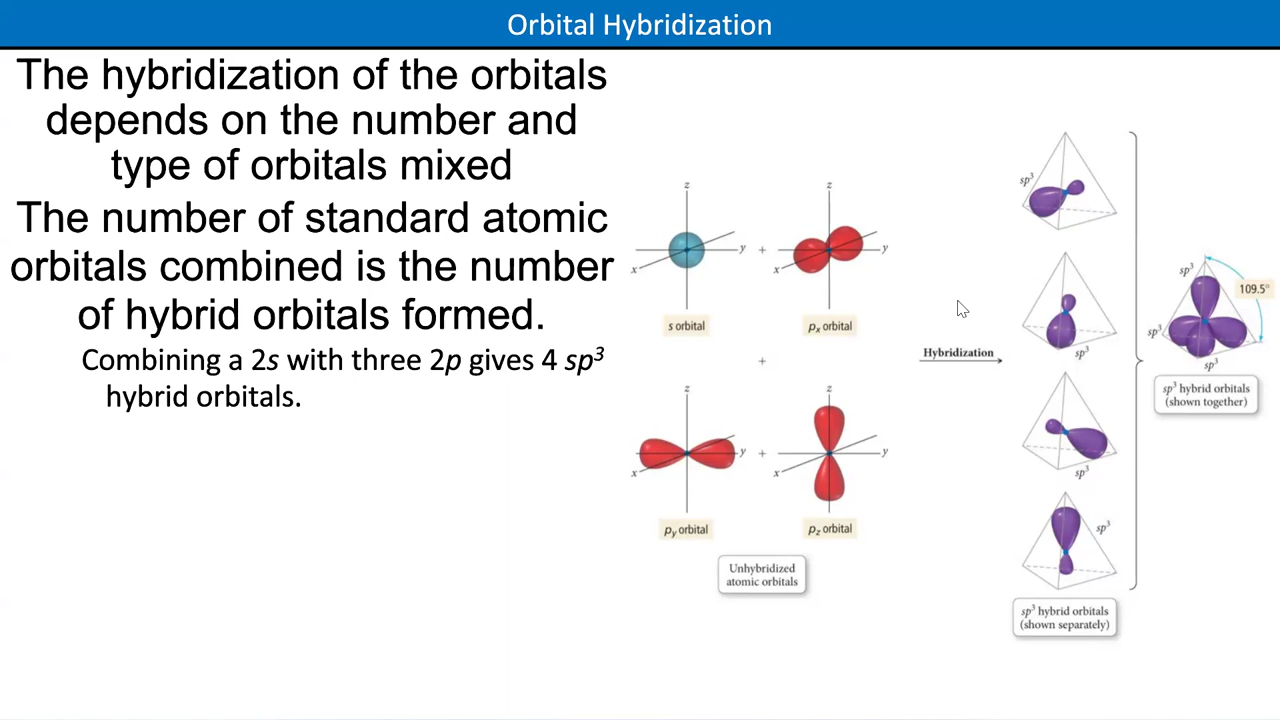 Orbital Hybridization
The hybridization of the orbitals
depends on the number and
type of orbitals mixed
The number of standard atomic
orbitals combined is the number
of hybrid orbitals formed.
Combining a 2s with three 2p gives 4 sp³
hybrid orbitals.
z
y
x
s orbital
+
z
y
x
pₓ orbital
+
z
y
x
p_y orbital
+
z
y
x
p_z orbital
Unhybridized
atomic orbitals
Hybridization
sp³
sp³
sp³
sp³
sp³ hybrid orbitals
(shown separately)
sp³
109.5°
sp³
sp³
sp³ hybrid orbitals
(shown together)